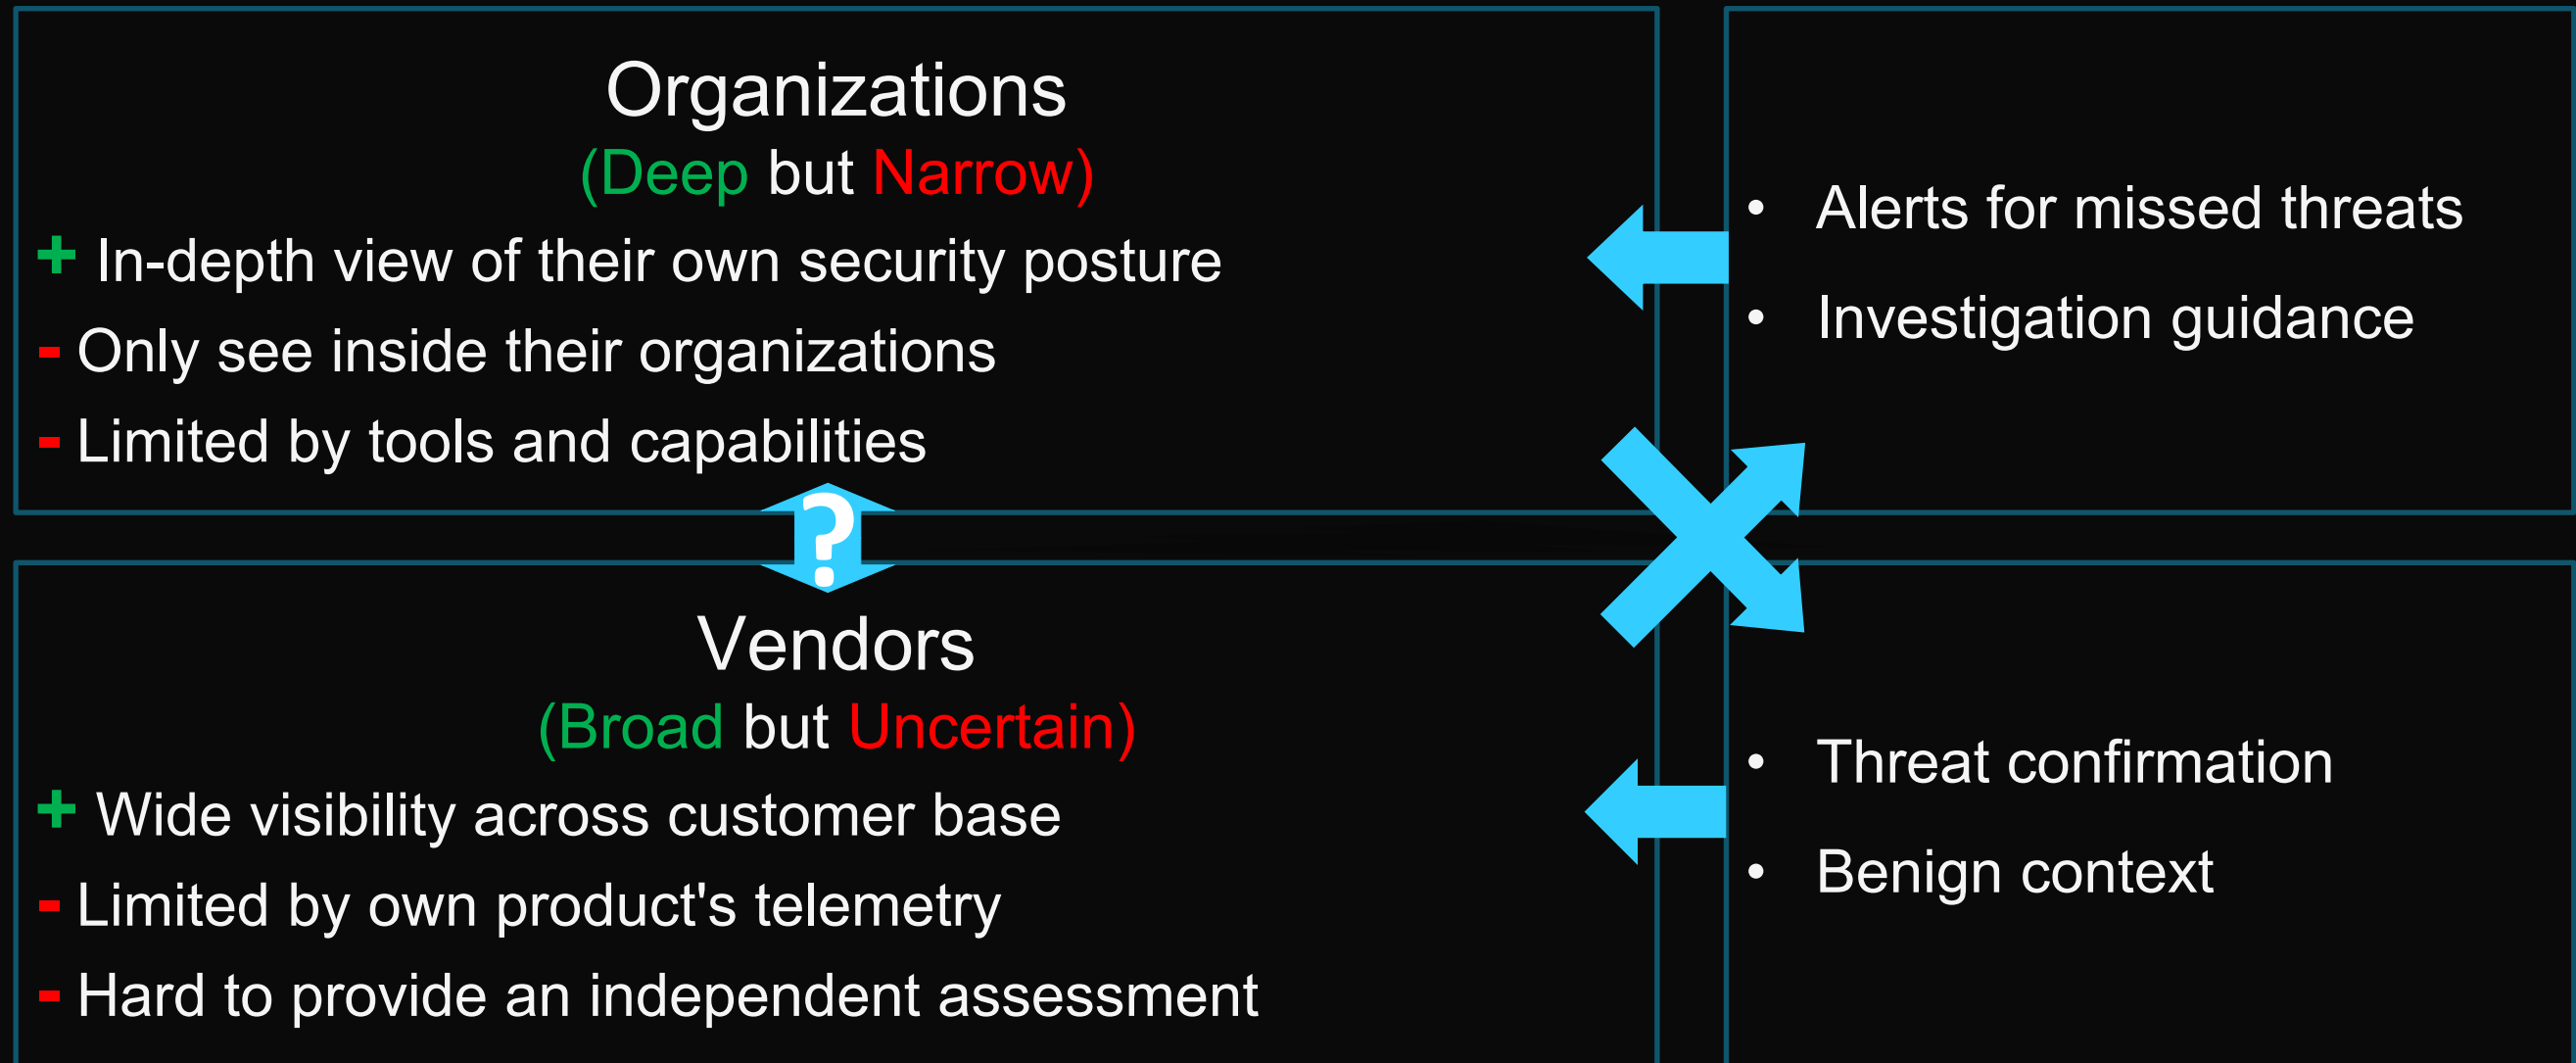 Organizations
(Deep but Narrow)
+ In-depth view of their own security posture
- Only see inside their organizations
- Limited by tools and capabilities
• Alerts for missed threats
• Investigation guidance
?
Vendors
(Broad but Uncertain)
+ Wide visibility across customer base
- Limited by own product's telemetry
- Hard to provide an independent assessment
• Threat confirmation
• Benign context